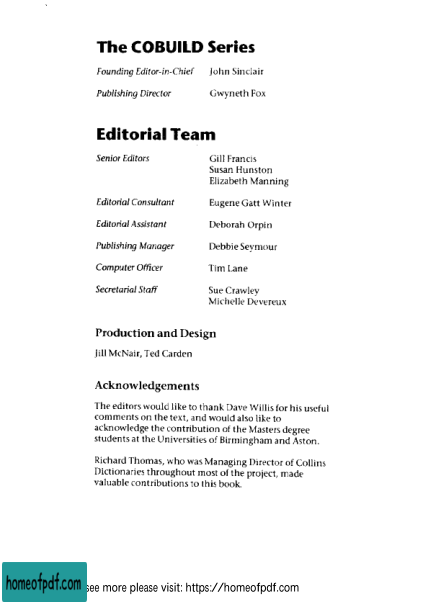 The COBUILD Series
Founding Editor-in-Chief John Sinclair
Publishing Director Gwyneth Fox
Editorial Team
Senior Editors Gill Francis
Susan Hunston
Elizabeth Manning
Editorial Consultant Eugene Gatt Winter
Editorial Assistant Deborah Orpin
Publishing Manager Debbie Seymour
Computer Officer Tim Lane
Secretarial Staff Sue Crawley
Michelle Devereux
Production and Design
Jill McNair, Ted Carden
Acknowledgements
The editors would like to thank Dave Willis for his useful
comments on the text, and would also like to
acknowledge the contribution of the Masters degree
students at the Universities of Birmingham and Aston.
Richard Thomas, who was Managing Director of Collins
Dictionaries throughout most of the project, made
valuable contributions to this book.
homeofpdf.com see more please visit: https://homeofpdf.com